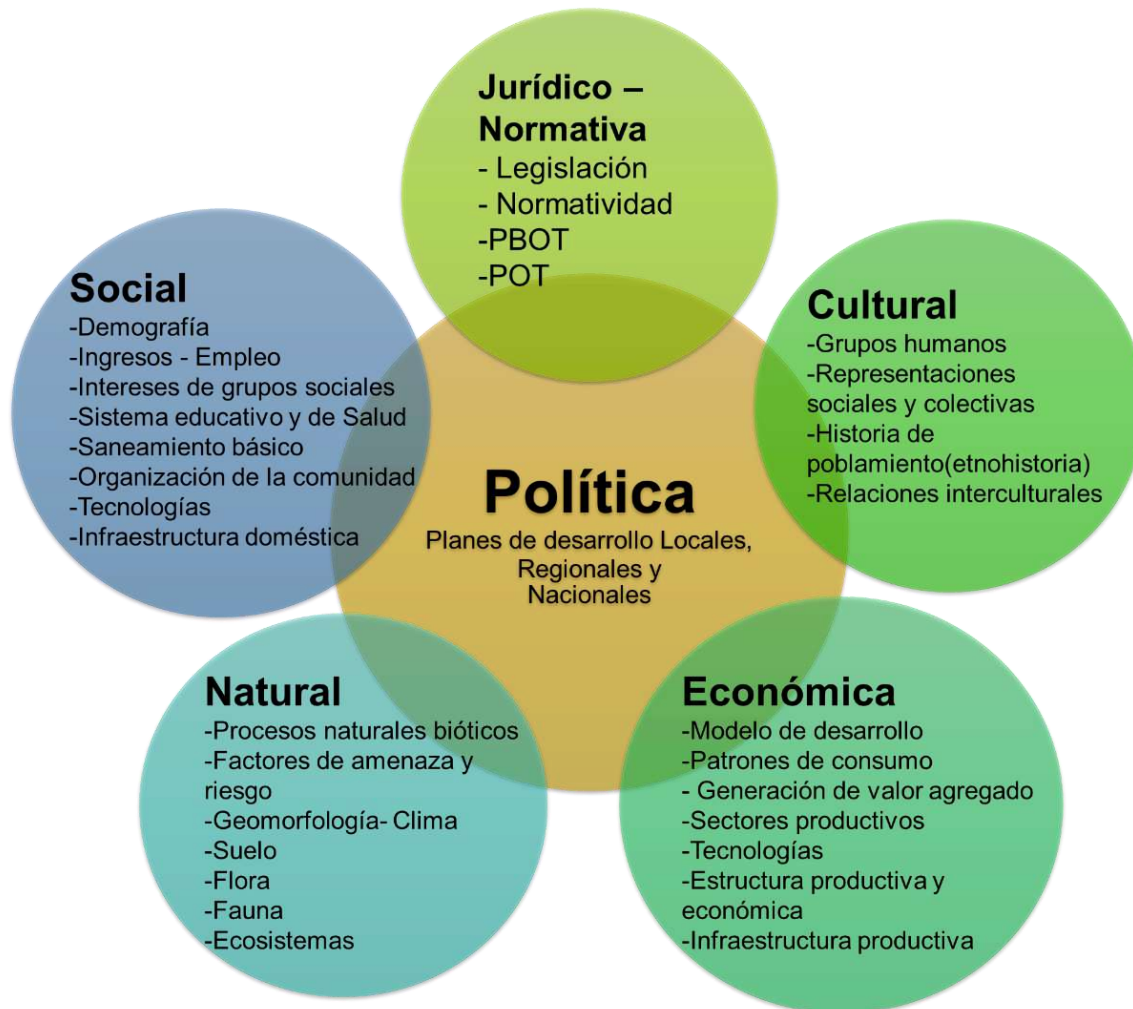 Jurídico –
Normativa
- Legislación
- Normatividad
-PBOT
-POT
Social
-Demografía
-Ingresos - Empleo
-Intereses de grupos sociales
-Sistema educativo y de Salud
-Saneamiento básico
-Organización de la comunidad
-Tecnologías
-Infraestructura doméstica
Cultural
-Grupos humanos
-Representaciones
sociales y colectivas
-Historia de
poblamiento(etnohistoria)
-Relaciones interculturales
Política
Planes de desarrollo Locales,
Regionales y
Nacionales
Natural
-Procesos naturales bióticos
-Factores de amenaza y
riesgo
-Geomorfología- Clima
-Suelo
-Flora
-Fauna
-Ecosistemas
Económica
-Modelo de desarrollo
-Patrones de consumo
- Generación de valor agregado
-Sectores productivos
-Tecnologías
-Estructura productiva y
económica
-Infraestructura productiva